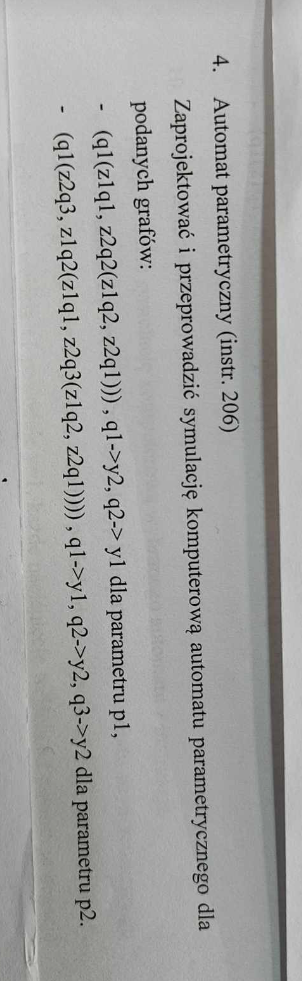 4. Automat parametryczny (instr. 206)
Zaprojektować i przeprowadzić symulację komputerową automatu parametrycznego dla
podanych grafów:
- (q1(z1q1, z2q2(z1q2, z2q1))) , q1->y2, q2-> y1 dla parametru p1,
- (q1(z2q3, z1q2(z1q1, z2q3(z1q2, z2q1)))) , q1->y1, q2->y2, q3->y2 dla parametru p2.